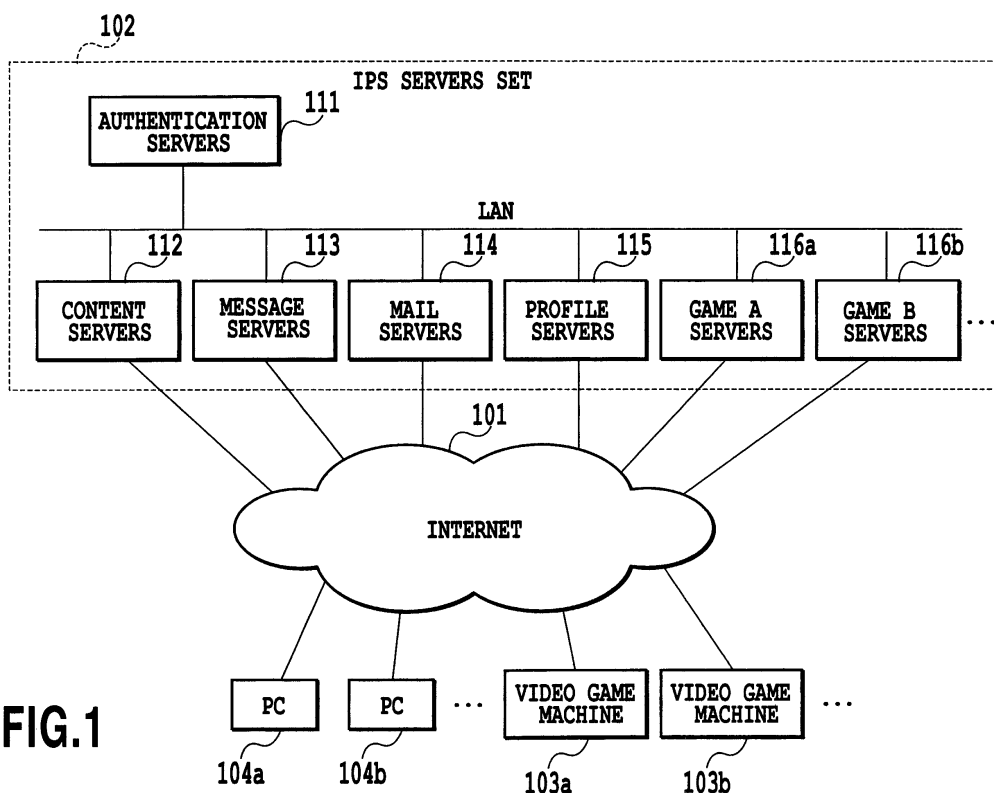 102
IPS SERVERS SET
111
AUTHENTICATION
SERVERS
LAN
112
113
114
115
116a
116b
CONTENT
SERVERS
MESSAGE
SERVERS
MAIL
SERVERS
PROFILE
SERVERS
GAME A
SERVERS
GAME B
SERVERS
...
101
INTERNET
PC
PC
...
VIDEO GAME
MACHINE
VIDEO GAME
MACHINE
...
FIG.1
104a
104b
103a
103b